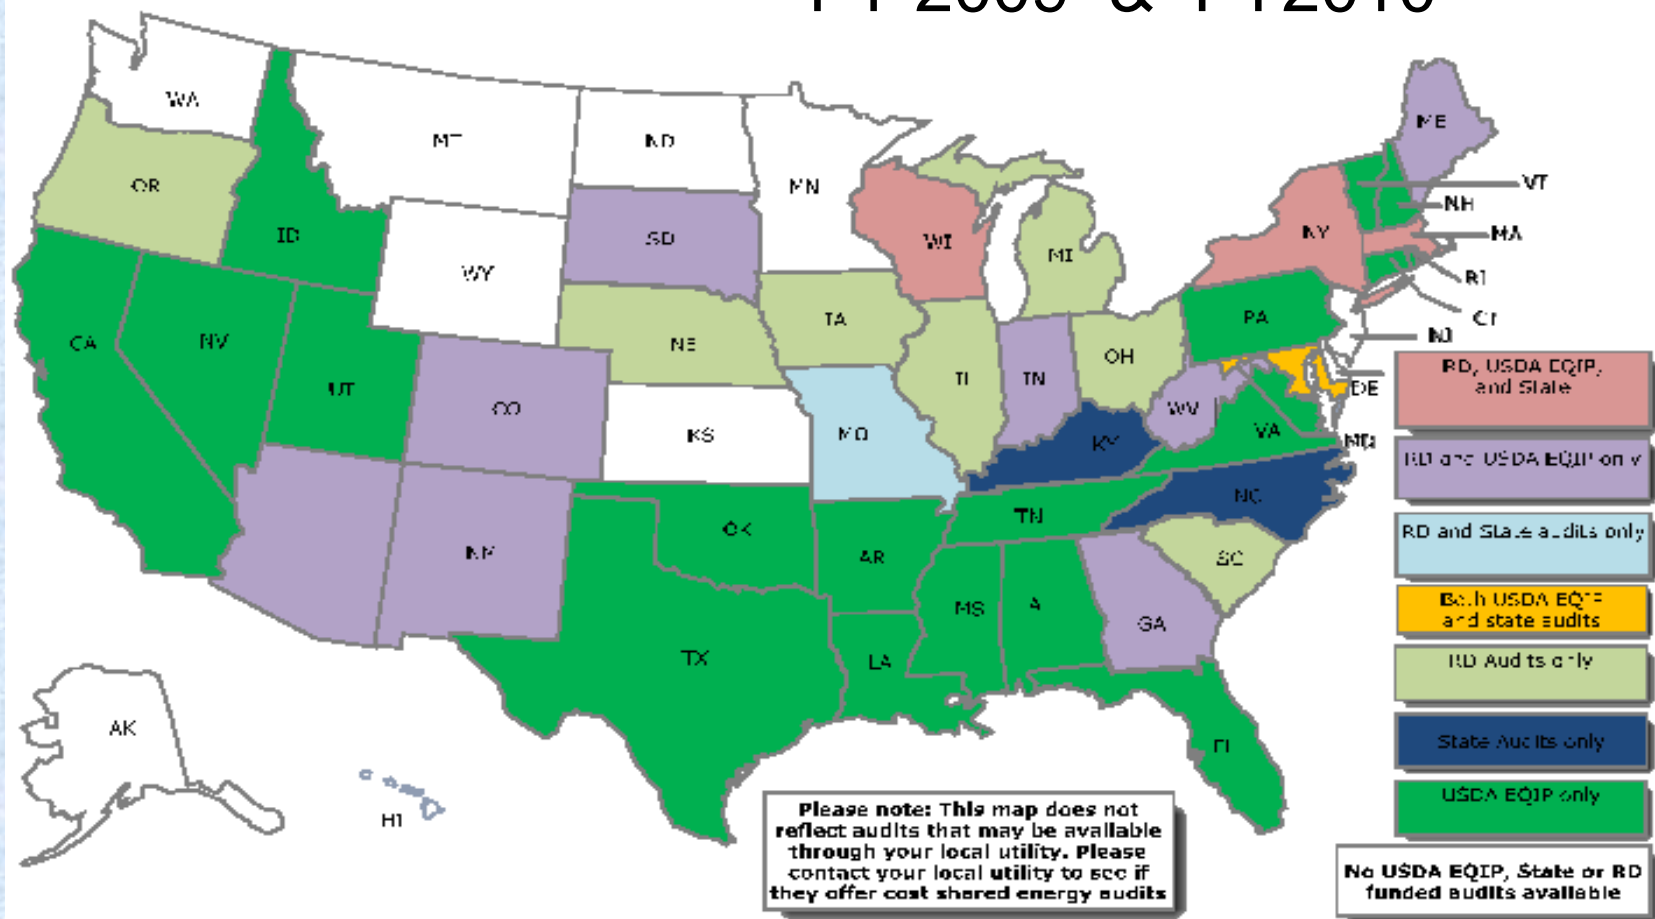 WA
MT
ND
MN
OR
ID
SD
WY
WI
MI
NY
ME
VT
NH
MA
RI
CT
NJ
PA
CA
NV
UT
CO
NE
IA
IL
IN
OH
WV
DE
KS
MO
KY
VA
MD
NM
OK
AR
TN
NC
SC
MS
A
GA
TX
LA
FL
AK
HI
RD, USDA EQIP,
and State
RD and USDA EQIP only
RD and State audits only
Both USDA EQIP
and state audits
RD Audits only
State Audits only
USDA EQIP only
No USDA EQIP, State or RD
funded audits available
Please note: This map does not
reflect audits that may be available
through your local utility. Please
contact your local utility to see if
they offer cost shared energy audits